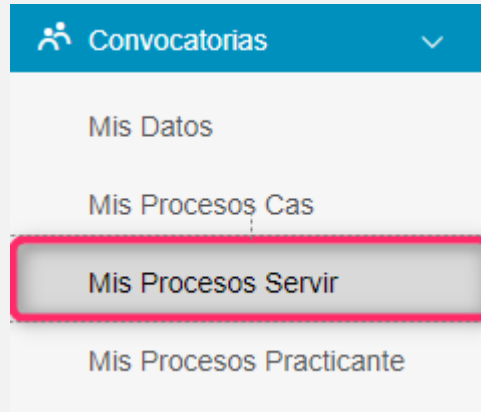 Convocatorias
Mis Datos
Mis Procesos Cas
Mis Procesos Servir
Mis Procesos Practicante